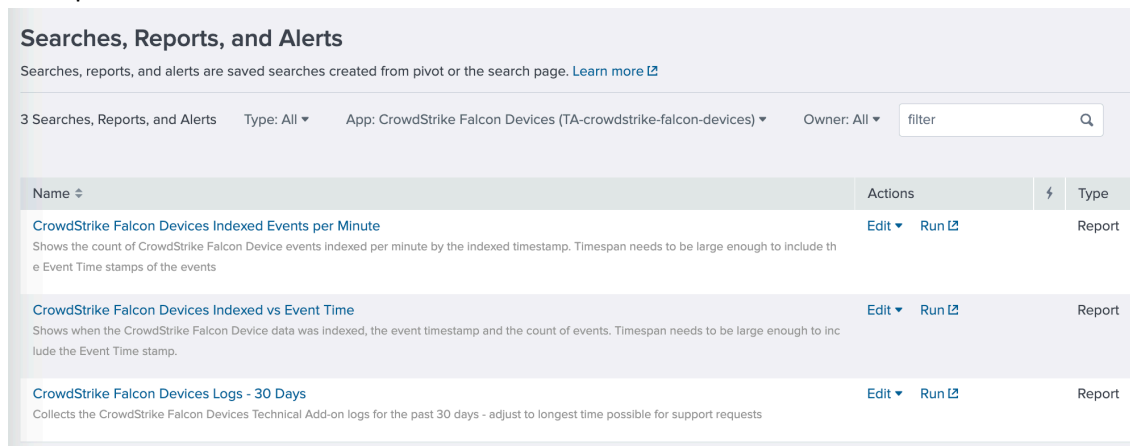 Searches, Reports, and Alerts
Searches, reports, and alerts are saved searches created from pivot or the search page. Learn more
3 Searches, Reports, and Alerts Type: All App: CrowdStrike Falcon Devices (TA-crowdstrike-falcon-devices) Owner: All filter
Name Actions Type
CrowdStrike Falcon Devices Indexed Events per Minute Edit Run Report
Shows the count of CrowdStrike Falcon Device events indexed per minute by the indexed timestamp. Timespan needs to be large enough to include th
e Event Time stamps of the events
CrowdStrike Falcon Devices Indexed vs Event Time Edit Run Report
Shows when the CrowdStrike Falcon Device data was indexed, the event timestamp and the count of events. Timespan needs to be large enough to inc
lude the Event Time stamp.
CrowdStrike Falcon Devices Logs - 30 Days Edit Run Report
Collects the CrowdStrike Falcon Devices Technical Add-on logs for the past 30 days - adjust to longest time possible for support requests